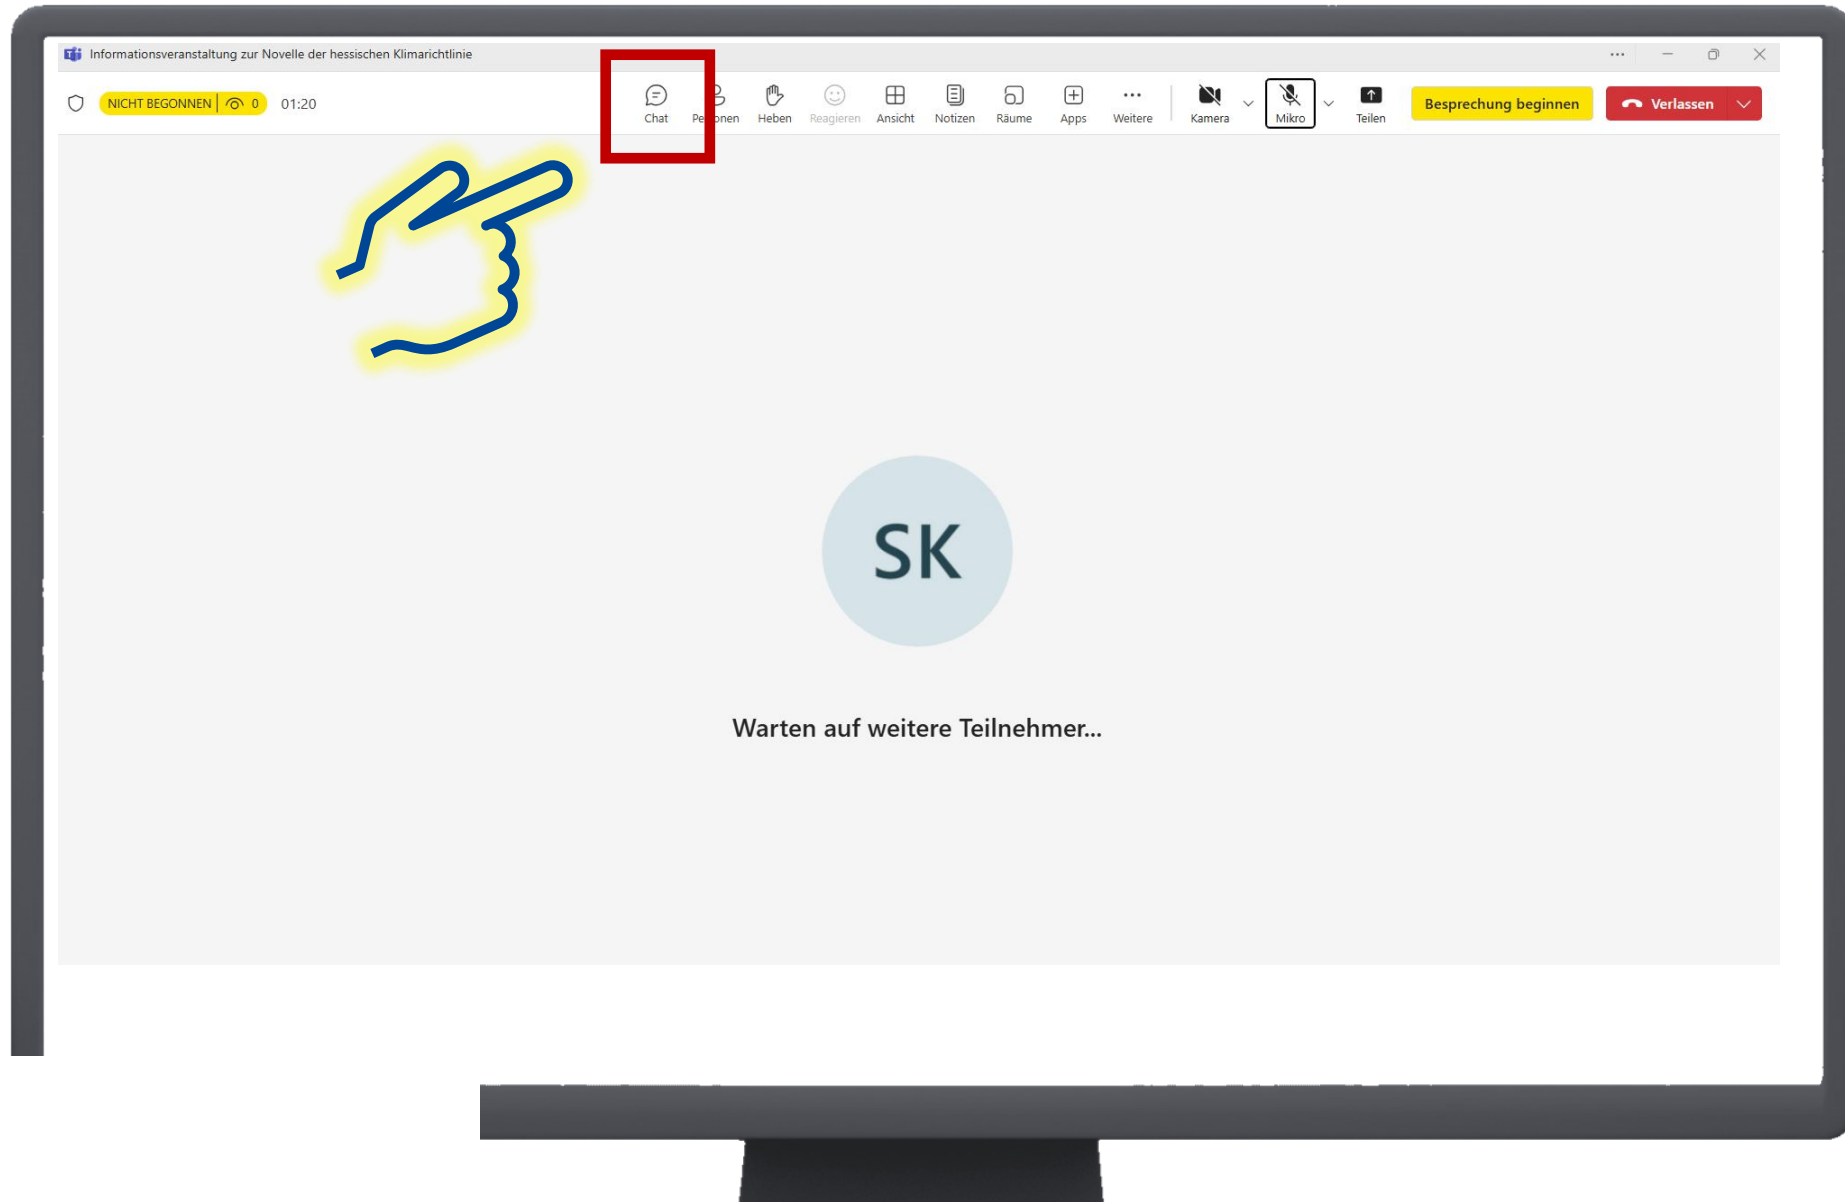 Informationsveranstaltung zur Novelle der hessischen Klimarichtlinie
NICHT BEGONNEN 0 01:20
Chat Personen Heben Reagieren Ansicht Notizen Räume Apps Weitere Kamera Mikro Teilen Besprechung beginnen Verlassen
SK
Warten auf weitere Teilnehmer...